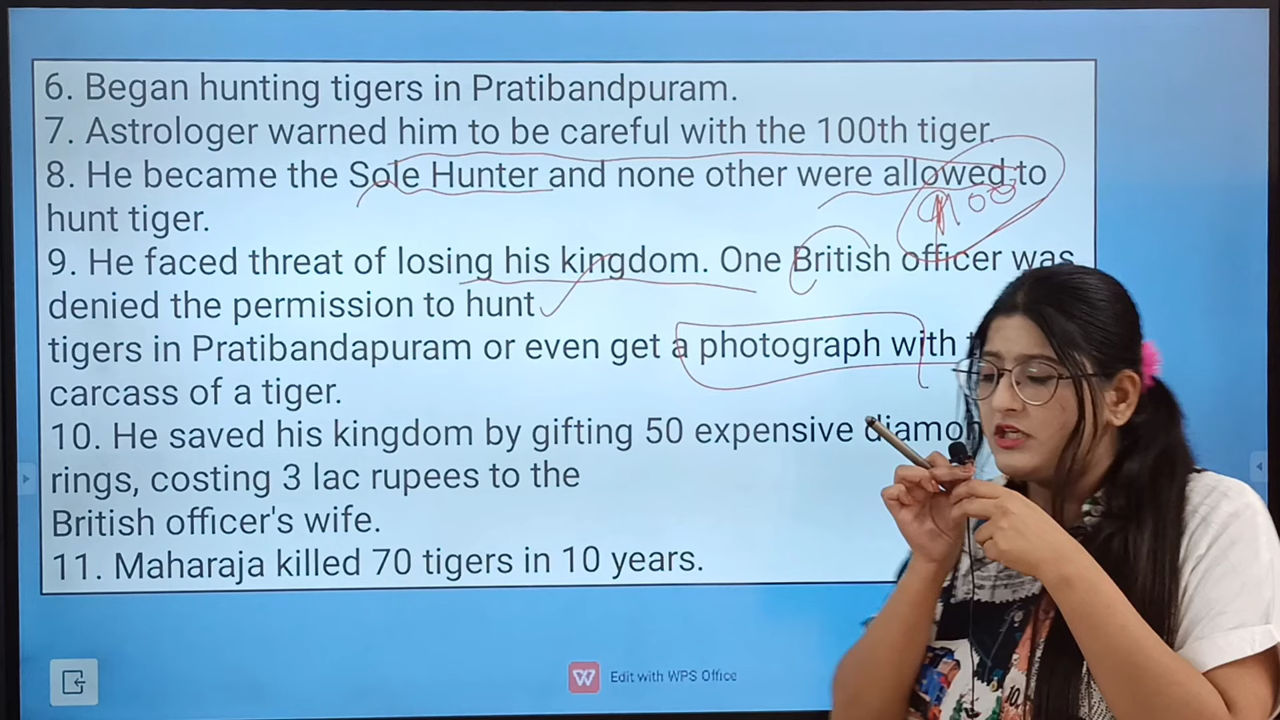 6. Began hunting tigers in Pratibandpuram.
7. Astrologer warned him to be careful with the 100th tiger.
8. He became the Sole Hunter and none other were allowed to
hunt tiger.
9. He faced threat of losing his kingdom. One British officer was
denied the permission to hunt
tigers in Pratibandapuram or even get a photograph with
carcass of a tiger.
10. He saved his kingdom by gifting 50 expensive
rings, costing 3 lac rupees to the
British officer's wife.
11. Maharaja killed 70 tigers in 10 years.
Edit with WPS Office